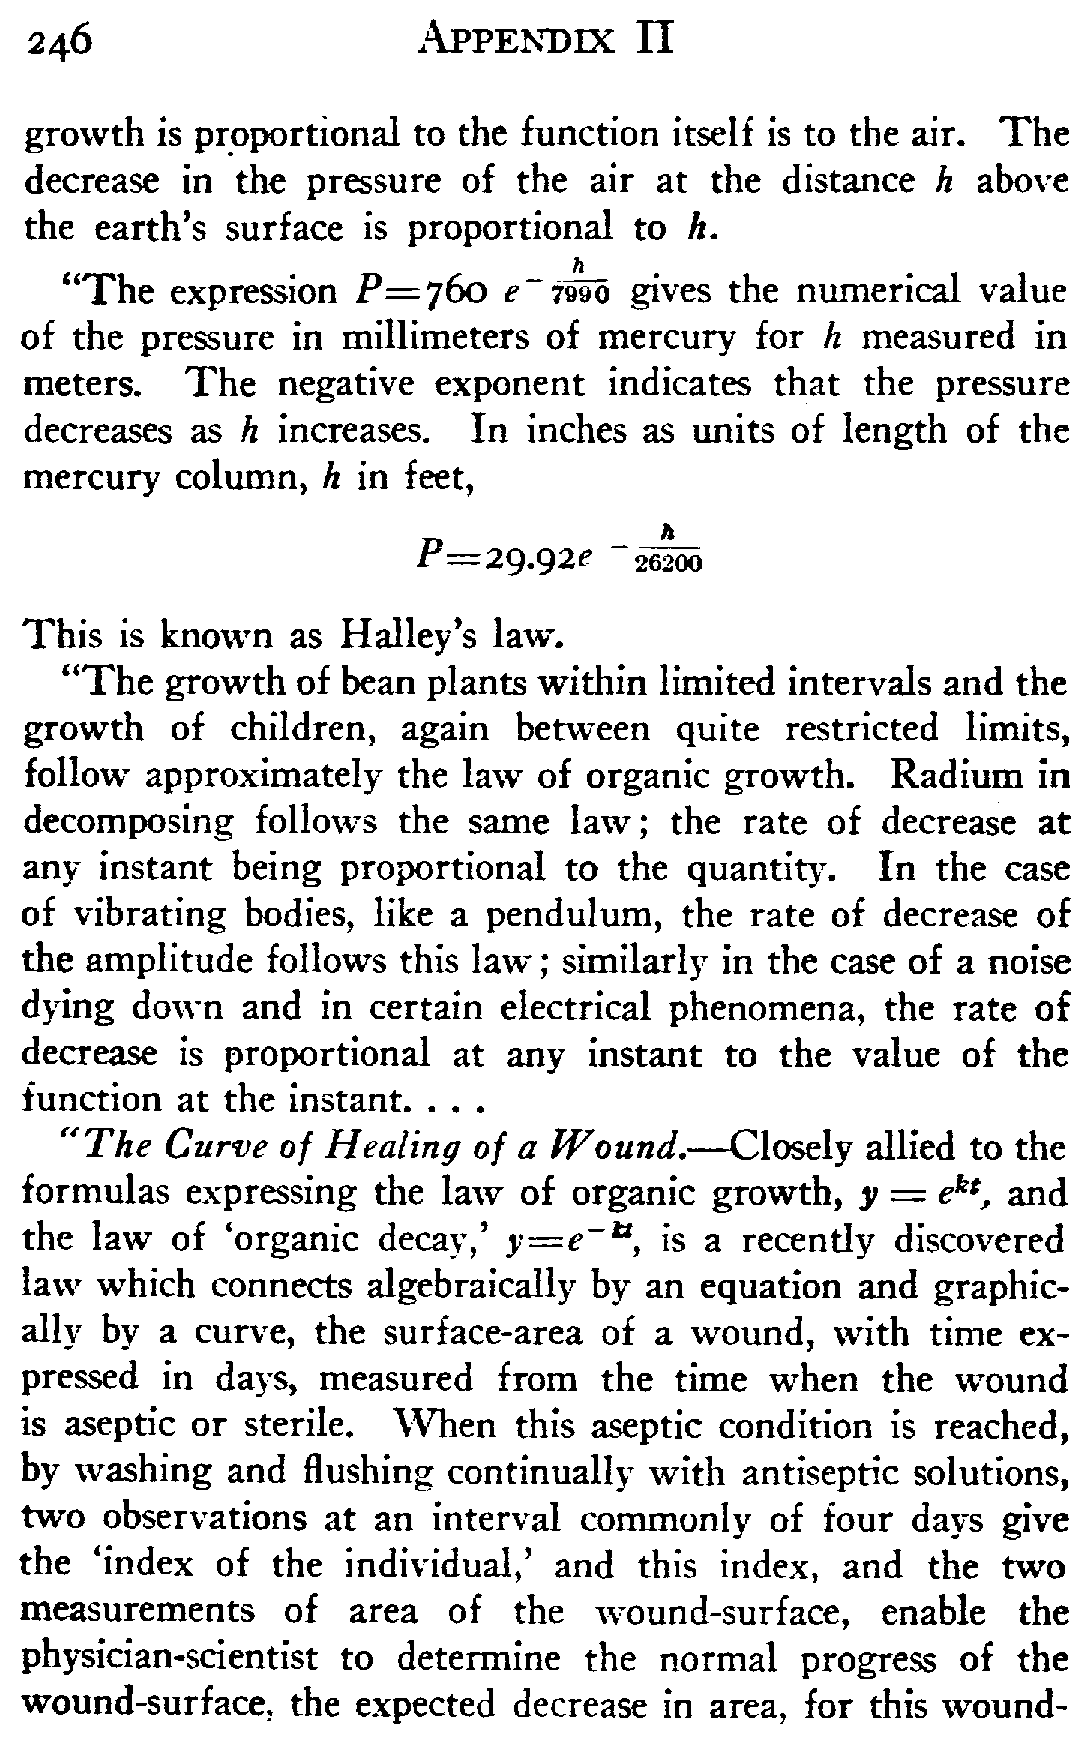 246 APPENDIX II
growth is proportional to the function itself is to the air. The
decrease in the pressure of the air at the distance h above
the earth's surface is proportional to h.
"The expression P=760 e^{-h/7990} gives the numerical value
of the pressure in millimeters of mercury for h measured in
meters. The negative exponent indicates that the pressure
decreases as h increases. In inches as units of length of the
mercury column, h in feet,
P=29.92e^{-h/26200}
This is known as Halley's law.
"The growth of bean plants within limited intervals and the
growth of children, again between quite restricted limits,
follow approximately the law of organic growth. Radium in
decomposing follows the same law; the rate of decrease at
any instant being proportional to the quantity. In the case
of vibrating bodies, like a pendulum, the rate of decrease of
the amplitude follows this law; similarly in the case of a noise
dying down and in certain electrical phenomena, the rate of
decrease is proportional at any instant to the value of the
function at the instant. . . .
"The Curve of Healing of a Wound.—Closely allied to the
formulas expressing the law of organic growth, y = e^{kt}, and
the law of 'organic decay,' y=e^{-kt}, is a recently discovered
law which connects algebraically by an equation and graphic-
ally by a curve, the surface-area of a wound, with time ex-
pressed in days, measured from the time when the wound
is aseptic or sterile. When this aseptic condition is reached,
by washing and flushing continually with antiseptic solutions,
two observations at an interval commonly of four days give
the 'index of the individual,' and this index, and the two
measurements of area of the wound-surface, enable the
physician-scientist to determine the normal progress of the
wound-surface, the expected decrease in area, for this wound-